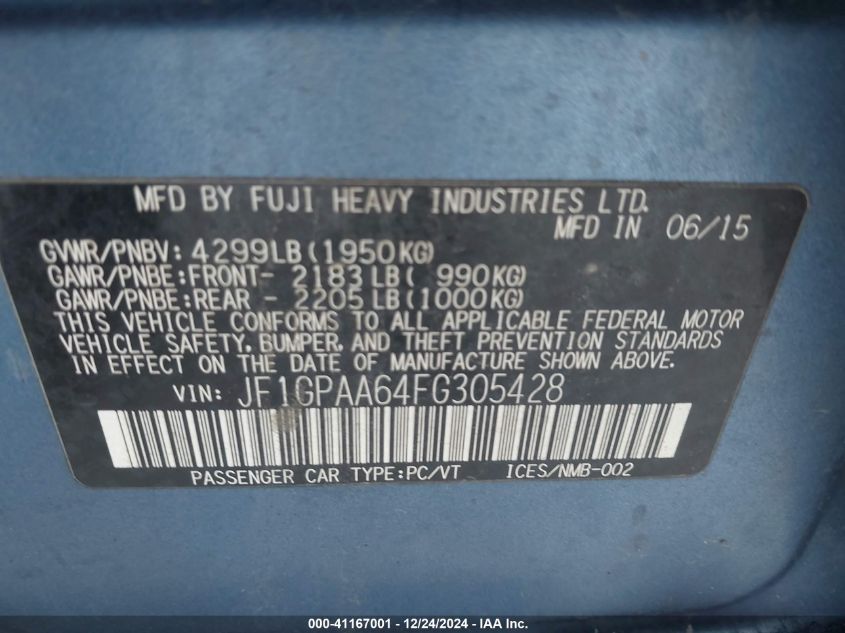 MFD BY FUJI HEAVY INDUSTRIES LTD.
MFD IN 06/15
GVWR/PNBV: 4299LB(1950KG)
GAWR/PNBE:FRONT- 2183LB( 990KG)
GAWR/PNBE:REAR - 2205LB(1000KG)
THIS VEHICLE CONFORMS TO ALL APPLICABLE FEDERAL MOTOR
VEHICLE SAFETY, BUMPER, AND THEFT PREVENTION STANDARDS
IN EFFECT ON THE DATE OF MANUFACTURE SHOWN ABOVE.
VIN: JF1GPAA64FG305428
PASSENGER CAR TYPE:PC/VT ICES/NMB-002
000-41167001 - 12/24/2024 - IAA Inc.